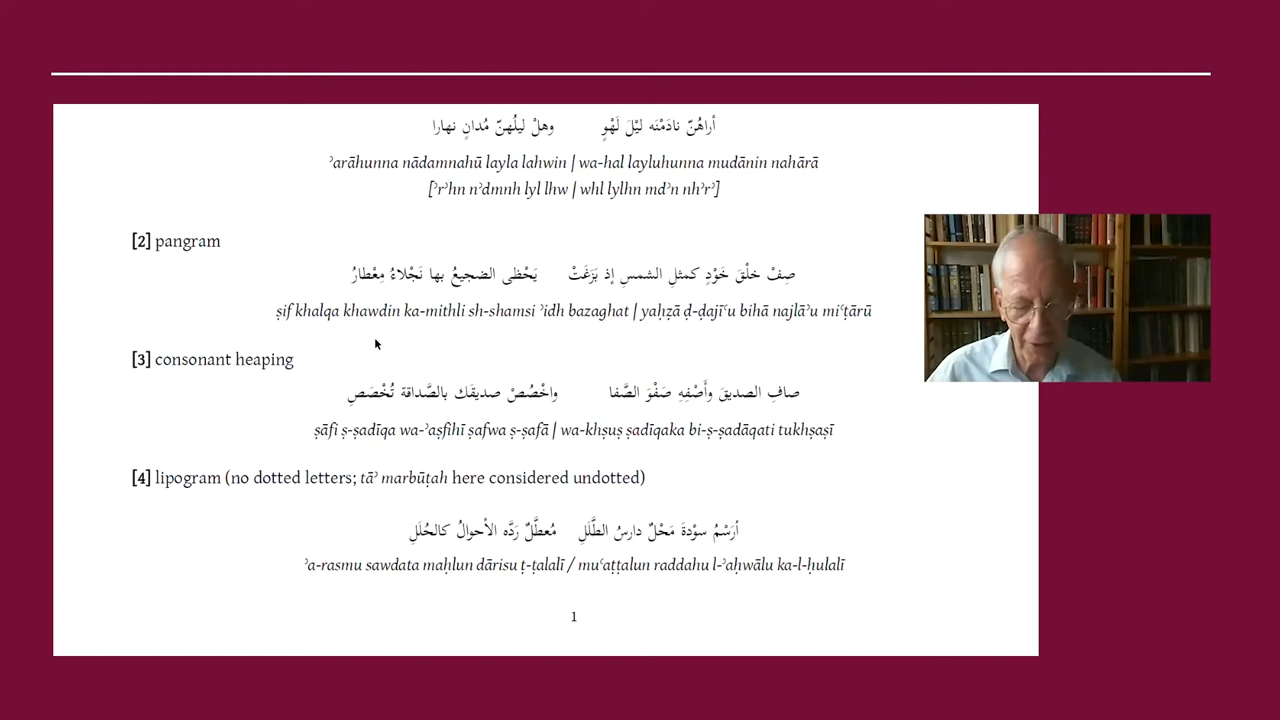 أراهُنّ نادَمْنَه ليْلَ لَهْوٍ وهلْ ليلُهنّ مُدانٍ نهارا
ʾarāhunna nādamnahū layla lahwin | wa-hal layluhunna mudānin nahārā
[ʾrʾhn nʾdmnh lyl lhw | whl lylhn mdʾn nhʾrʾ]
[2] pangram
صِفْ خلْقَ خَوْدٍ كمثلِ الشمسِ إذ بَزَغَتْ يَحْظى الضجيعُ بها نَجْلاءُ مِعْطارُ
ṣif khalqa khawdin ka-mithli sh-shamsi ʾidh bazaghat | yaḥẓā ḍ-ḍajīʿu bihā najlāʾu miʿṭārū
[3] consonant heaping
صافِ الصديقَ وأَصْفِهِ صَفْوَ الصَّفا واخْصُصْ صديقَك بالصَّداقة تُخْصَصِ
ṣāfi ṣ-ṣadīqa wa-ʾaṣfihī ṣafwa ṣ-ṣafā | wa-khṣuṣ ṣadīqaka bi-ṣ-ṣadāqati tukhṣaṣī
[4] lipogram (no dotted letters; tāʾ marbūṭah here considered undotted)
أرَسْمُ سوْدةَ مَحْلٌ دارسُ الطَّلَلِ مُعطَّلٌ رَدَّه الأحوالُ كالحُلَلِ
ʾa-rasmu sawdata maḥlun dārisu ṭ-ṭalalī / muʿaṭṭalun raddahu l-ʾaḥwālu ka-l-ḥulalī
1